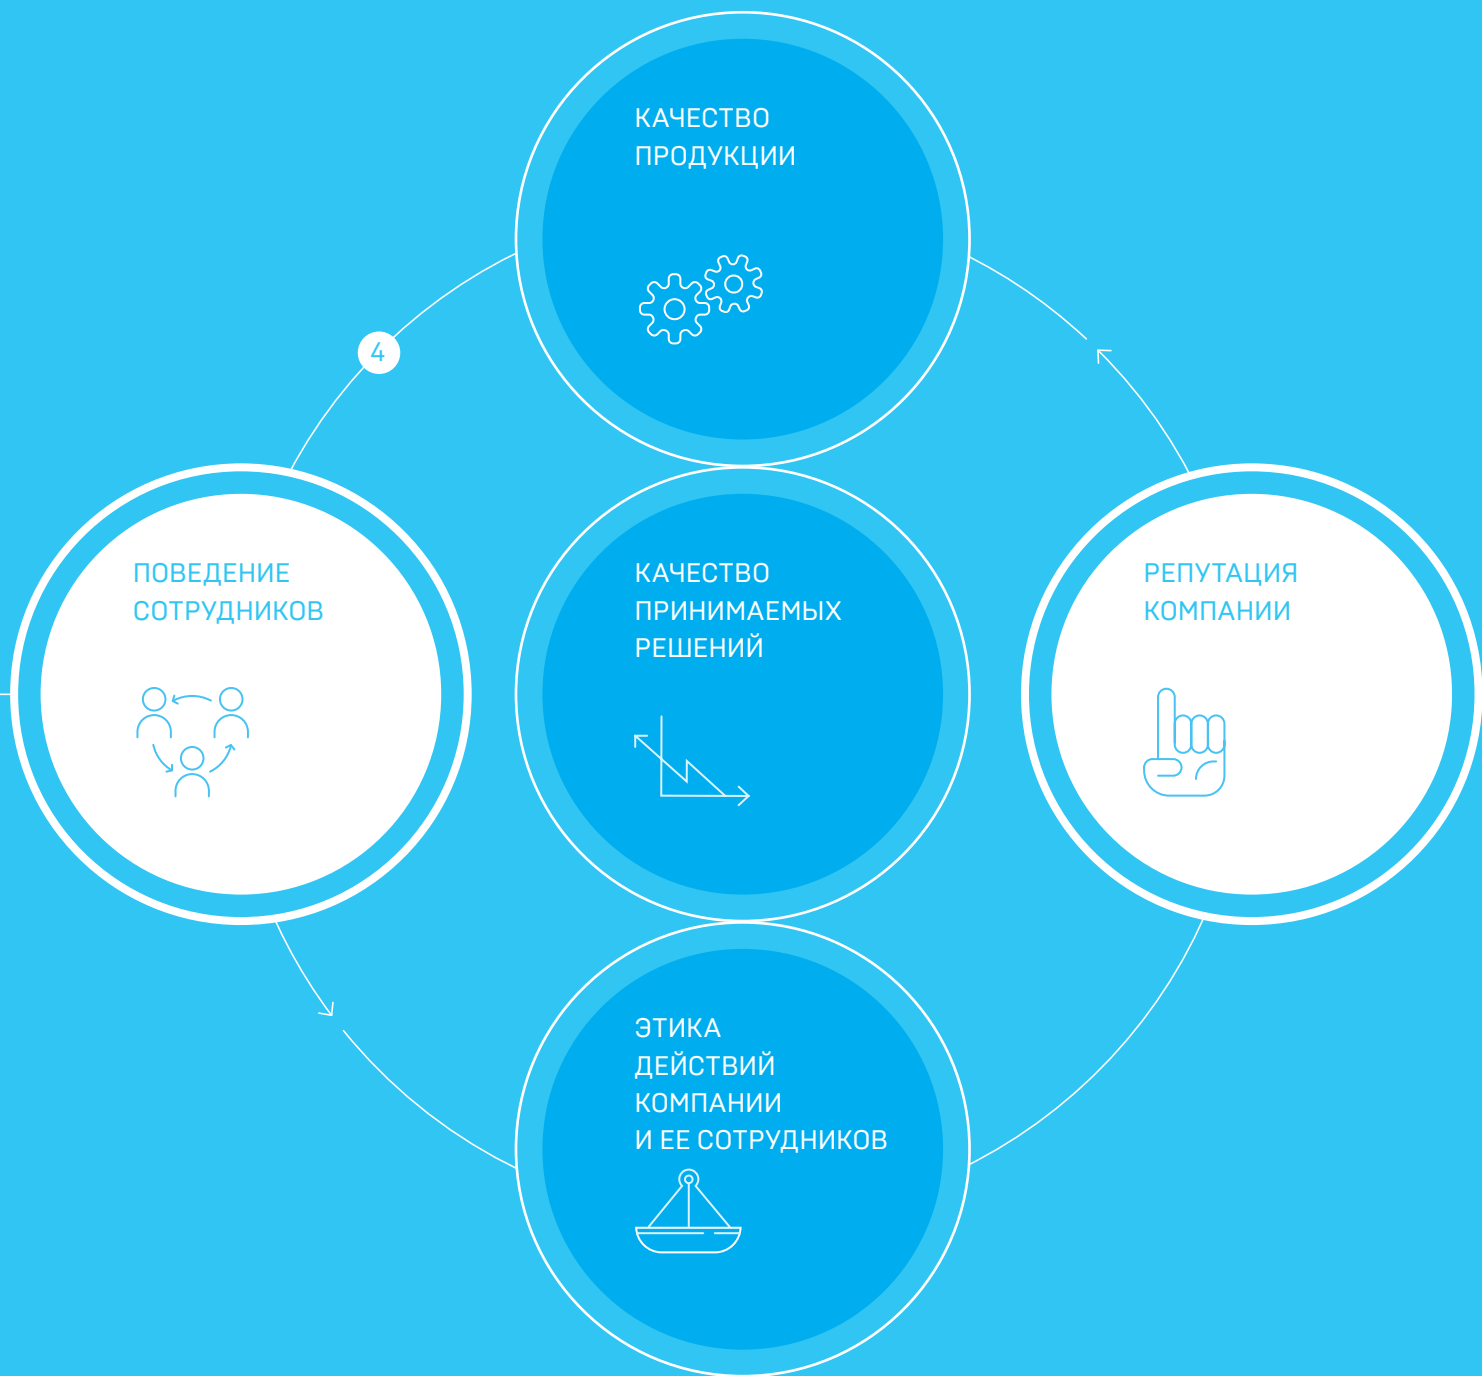 КАЧЕСТВО
ПРОДУКЦИИ
4
ПОВЕДЕНИЕ
СОТРУДНИКОВ
КАЧЕСТВО
ПРИНИМАЕМЫХ
РЕШЕНИЙ
РЕПУТАЦИЯ
КОМПАНИИ
ЭТИКА
ДЕЙСТВИЙ
КОМПАНИИ
И ЕЕ СОТРУДНИКОВ